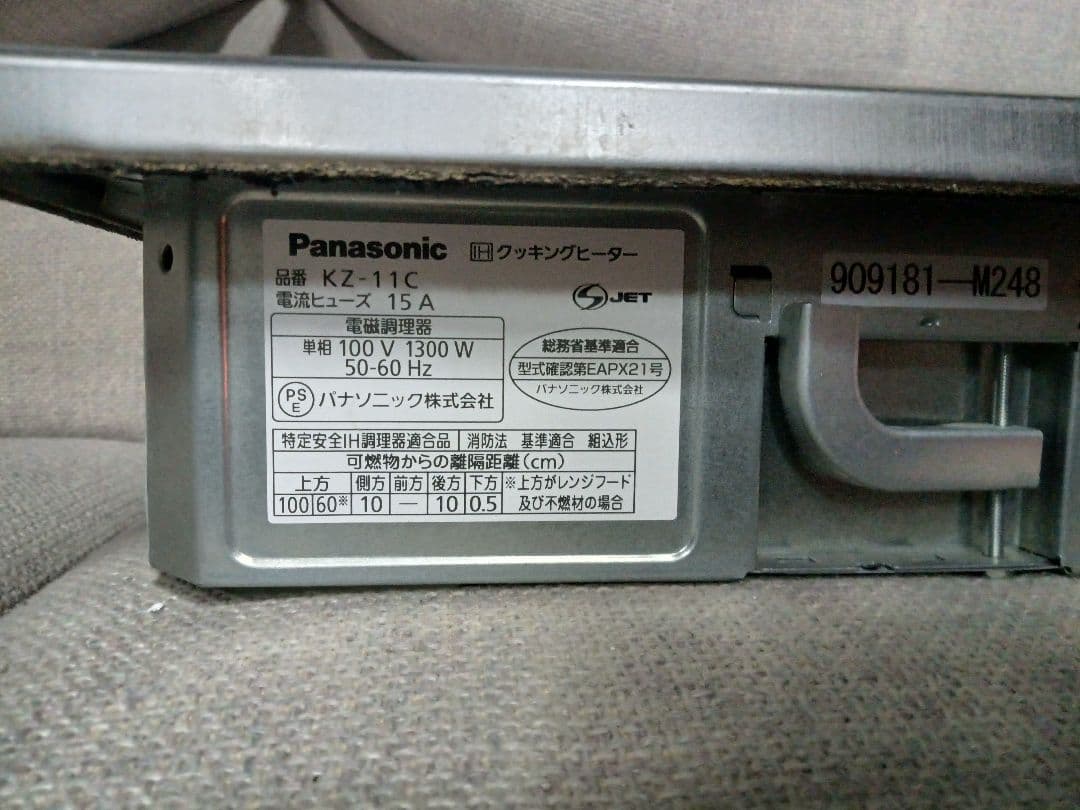 Panasonic IHクッキングヒーター
品番 KZ-11C
電流ヒューズ 15A
JET
電磁調理器
単相 100 V 1300 W
50-60 Hz
PS
E
パナソニック株式会社
総務省基準適合
型式確認第EAPX21号
パナソニック株式会社
特定安全IH調理器適合品 消防法 基準適合 組込形
可燃物からの離隔距離(cm)
上方 側方 前方 後方 下方 ※上方がレンジフード
100 60※ 10 — 10 0.5 及び不燃材の場合
909181-M248